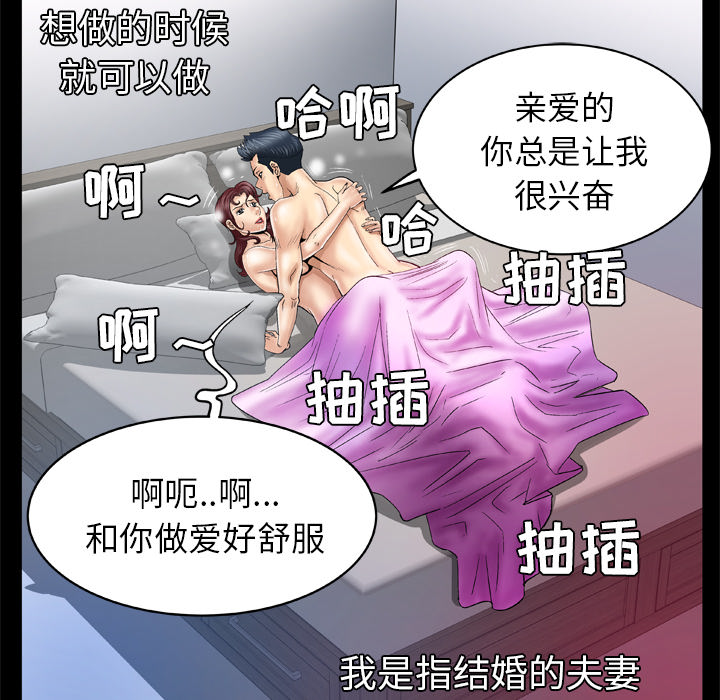 想做的时候
就可以做
哈啊
亲爱的
你总是让我
很兴奋
啊~
哈
抽插
啊~
抽插
啊呃..啊...
和你做爱好舒服
抽插
我是指结婚的夫妻